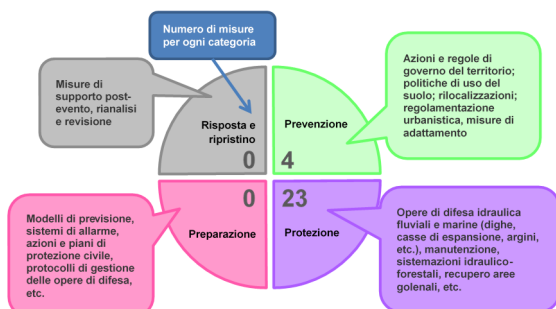 Numero di misure
per ogni categoria
Misure di
supporto post-
evento, rianalisi
e revisione
Risposta e
ripristino
0
Prevenzione
4
Azioni e regole di
governo del territorio;
politiche di uso del
suolo; rilocalizzazioni;
regolamentazione
urbanistica, misure di
adattamento
Modelli di previsione,
sistemi di allarme,
azioni e piani di
protezione civile,
protocolli di gestione
delle opere di difesa,
etc.
0
Preparazione
23
Protezione
Opere di difesa idraulica
fluviali e marine (dighe,
casse di espansione, argini,
etc.), manutenzione,
sistemazioni idraulico-
forestali, recupero aree
golenali, etc.